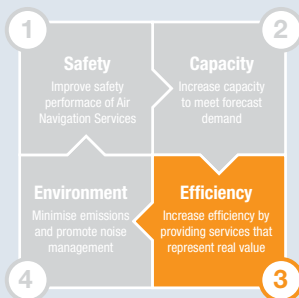 1
2
Safety
Improve safety
performace of Air
Navigation Services
Capacity
Increase capacity
to meet forecast
demand
Environment
Minimise emissions
and promote noise
management
Efficiency
Increase efficiency by
providing services that
represent real value
4
3